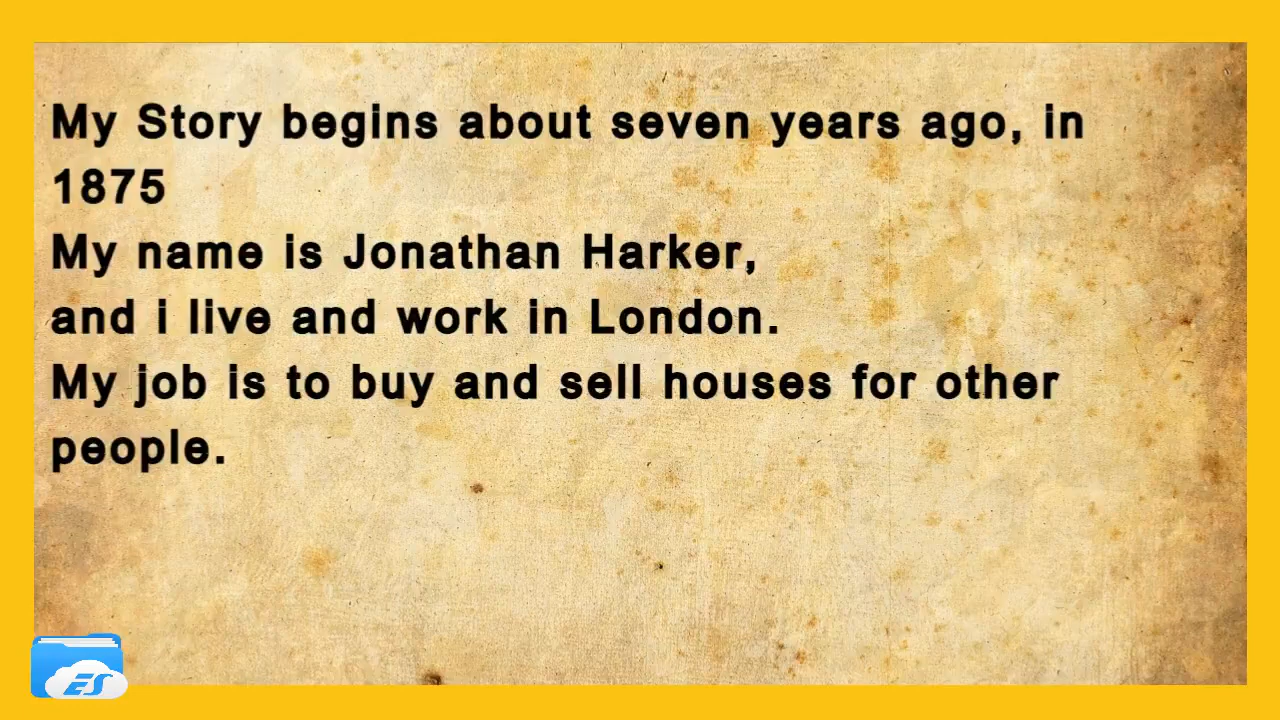 My Story begins about seven years ago, in
1875
My name is Jonathan Harker,
and i live and work in London.
My job is to buy and sell houses for other
people.
ES